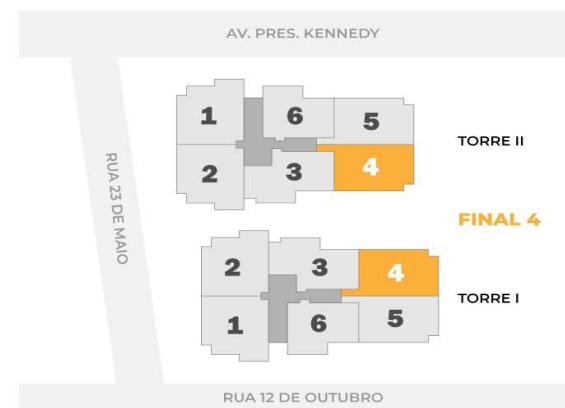 AV. PRES. KENNEDY
1
6
5
TORRE II
2
3
4
RUA 23 DE MAIO
FINAL 4
2
3
4
TORRE I
1
6
5
RUA 12 DE OUTUBRO